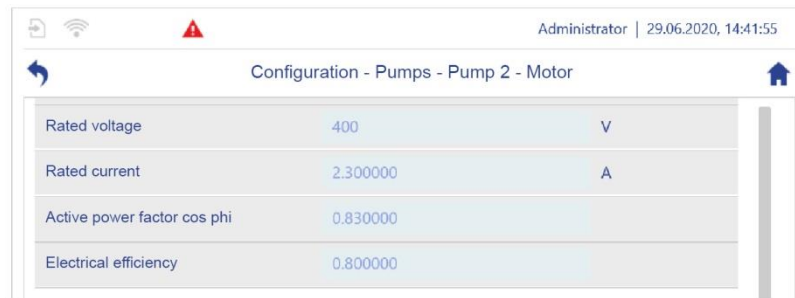 Administrator | 29.06.2020, 14:41:55
Configuration - Pumps - Pump 2 - Motor
Rated voltage 400 V
Rated current 2.300000 A
Active power factor cos phi 0.830000
Electrical efficiency 0.800000